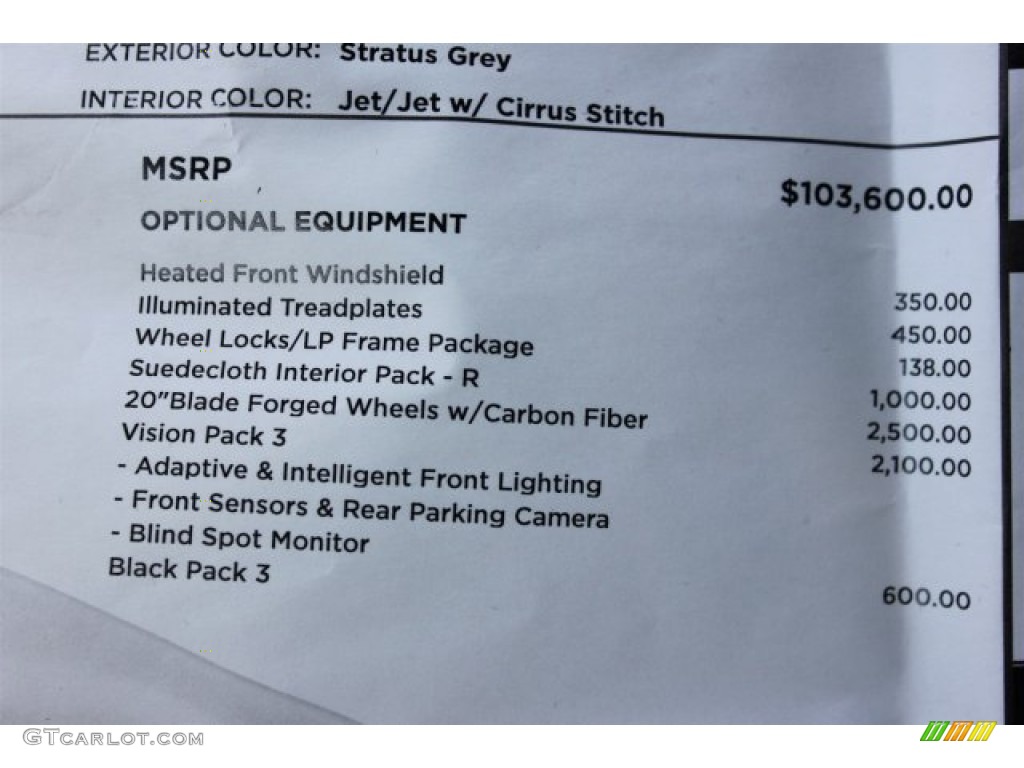 EXTERIOR COLOR: Stratus Grey
INTERIOR COLOR: Jet/Jet w/ Cirrus Stitch
MSRP $103,600.00
OPTIONAL EQUIPMENT
Heated Front Windshield 350.00
Illuminated Treadplates 450.00
Wheel Locks/LP Frame Package 138.00
Suedecloth Interior Pack - R 1,000.00
20"Blade Forged Wheels w/Carbon Fiber 2,500.00
Vision Pack 3 2,100.00
- Adaptive & Intelligent Front Lighting
- Front Sensors & Rear Parking Camera
- Blind Spot Monitor
Black Pack 3 600.00
GTCARLOT.COM